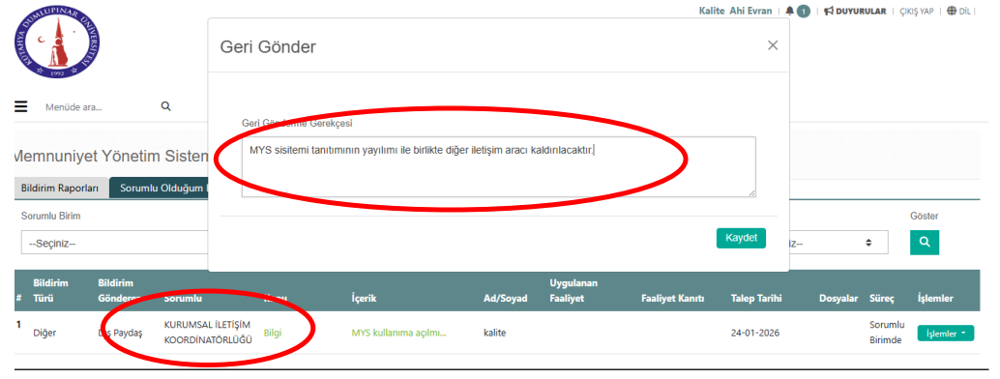 KÜTAHYA DUMLUPINAR ÜNİVERSİTESİ
1992
Kalite Ahi Evran | 1 | DUYURULAR | ÇIKIŞ YAP | DİL |
Geri Gönder ×
Menüde ara...
Geri Gönderme Gerekçesi
MYS sisitemi tanıtımının yayılımı ile birlikte diğer iletişim aracı kaldırılacaktır.
Memnuniyet Yönetim Sistem
Bildirim Raporları Sorumlu Olduğum
Sorumlu Birim Göster
--Seçiniz-- Kaydet iz--
# Bildirim Türü Bildirim Gönderen Sorumlu Konu İçerik Ad/Soyad Uygulanan Faaliyet Faaliyet Kanıtı Talep Tarihi Dosyalar Süreç İşlemler
1 Diğer Dış Paydaş KURUMSAL İLETİŞİM KOORDİNATÖRLÜĞÜ Bilgi MYS kullanıma açılmı... kalite 24-01-2026 Sorumlu Birimde İşlemler